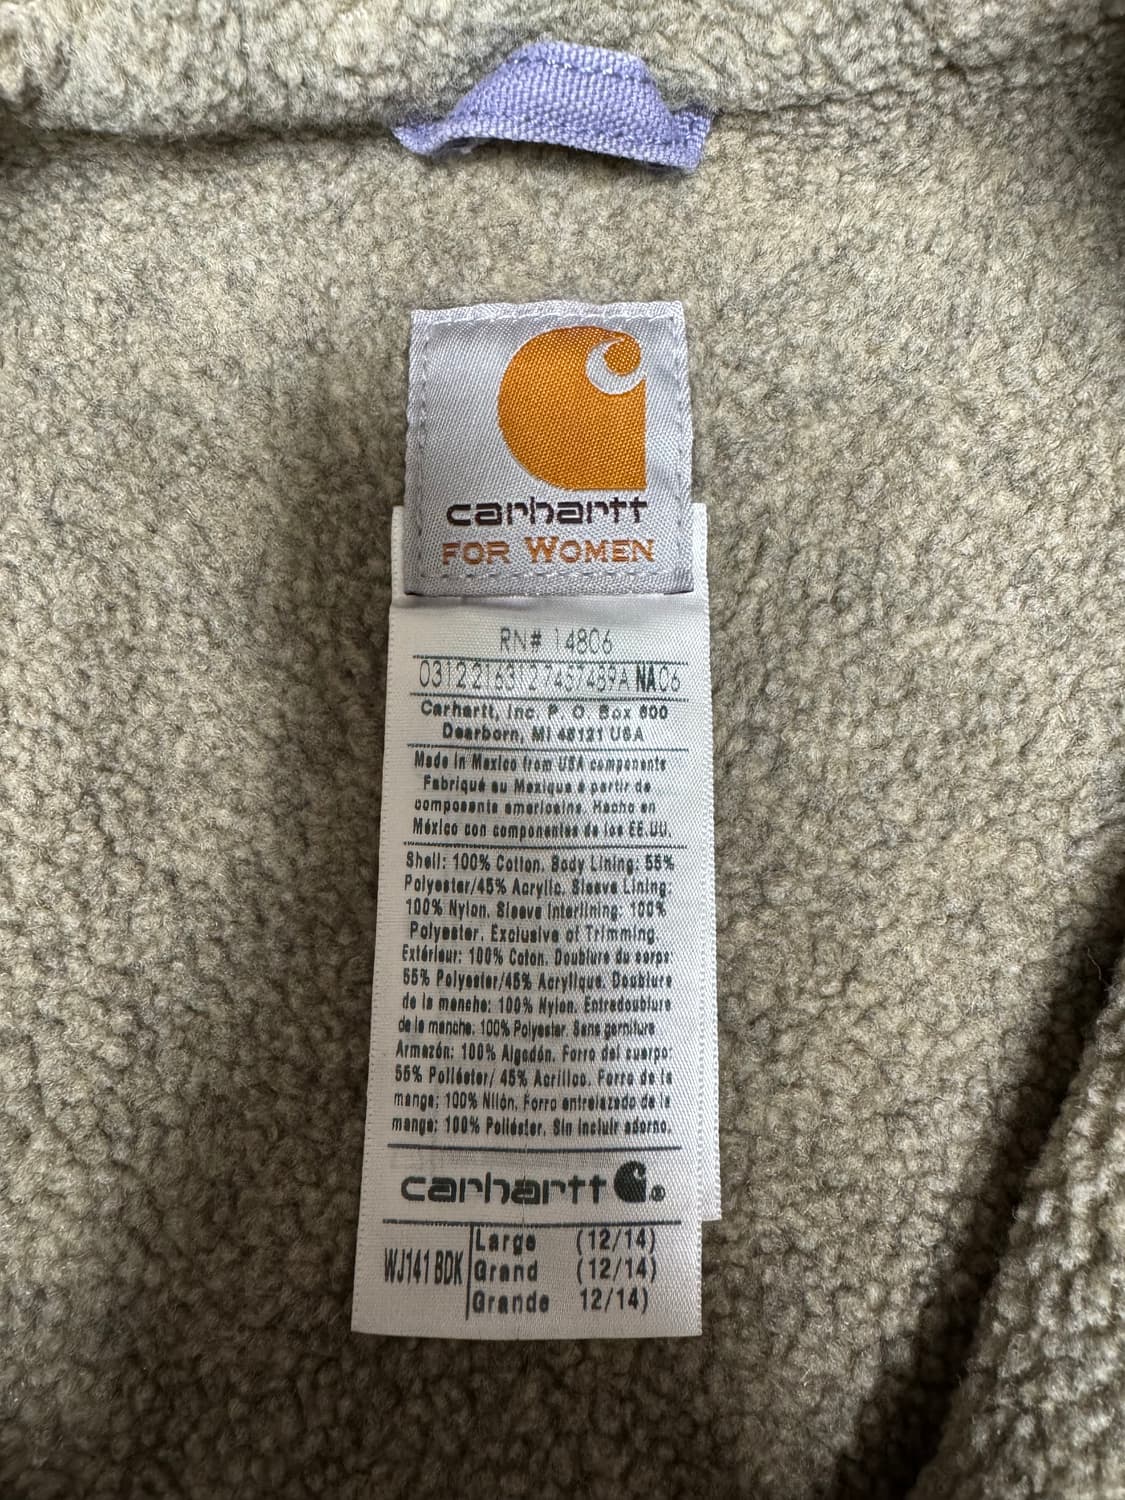 carhartt
FOR WOMEN
RN# 14806
NA06
Carhartt, Inc. P. O. Box 600
Dearborn, MI 48121 USA
Made in Mexico from USA components
Fabriqué au Mexique à partir de
composants americains. Hecho en
México con componentes de los EE.UU.
Shell: 100% Cotton. Body Lining: 55%
Polyester/45% Acrylic. Sleeve Lining:
100% Nylon. Sleeve Interlining: 100%
Polyester. Exclusive of Trimming.
Extérieur: 100% Coton. Doublure du corps:
55% Polyester/45% Acrylique. Doublure
de la manche: 100% Nylon. Entredoublure
de la manche: 100% Polyester. Sans garniture
Armazón: 100% Algodón. Forro del cuerpo:
55% Poliéster/ 45% Acrílico. Forro de la
manga: 100% Nilón. Forro entrelazado de la
manga: 100% Poliéster. Sin incluir adorno.
carhartt ®
WJ141 BDK
Large (12/14)
Grand (12/14)
Grande 12/14)